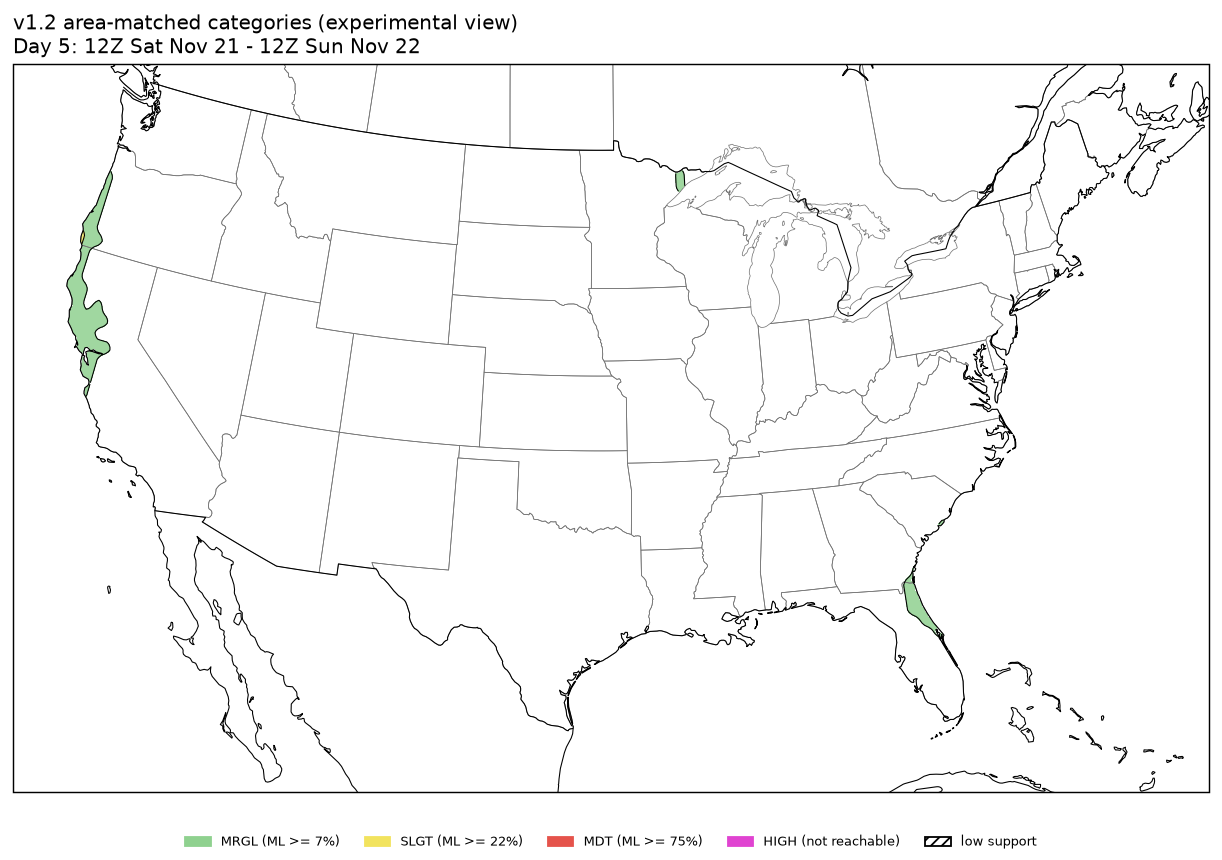 v1.2 area-matched categories (experimental view)
Day 5: 12Z Sat Nov 21 - 12Z Sun Nov 22
MRGL (ML >= 7%)
SLGT (ML >= 22%)
MDT (ML >= 75%)
HIGH (not reachable)
low support